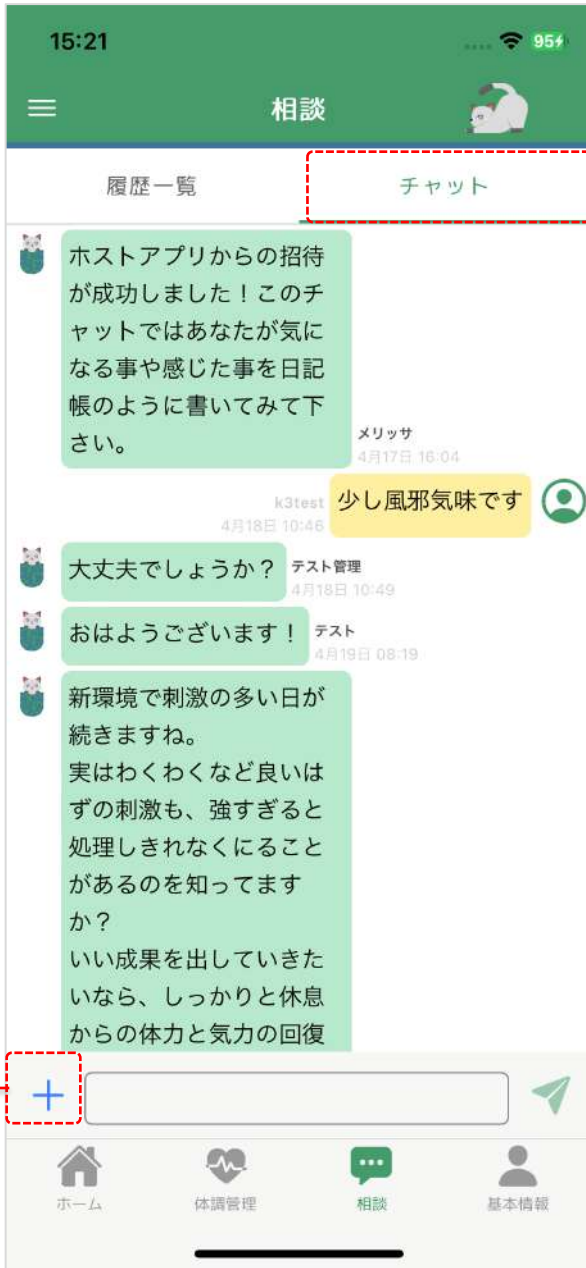 15:21
95
相談
履歴一覧
チャット
ホストアプリからの招待
が成功しました！このチ
ャットではあなたが気に
なる事や感じた事を日記
帳のように書いてみて下
さい。
メリッサ
4月17日 16:04
k3test
4月18日 10:46
少し風邪気味です
大丈夫でしょうか？
テスト管理
4月18日 10:49
おはようございます！
テスト
4月19日 08:19
新環境で刺激の多い日が
続きますね。
実はわくわくなど良いは
ずの刺激も、強すぎると
処理しきれなくにること
があるのを知ってます
か？
いい成果を出していきた
いなら、しっかりと休息
からの体力と気力の回復
ホーム
体調管理
相談
基本情報